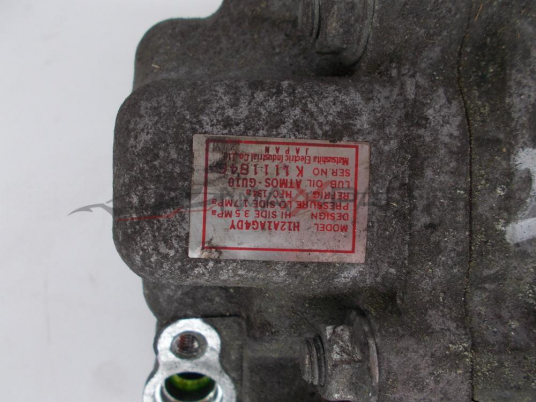 MODEL H12A1AG4DY
DESIGN HI SIDE 3.5MPa
PRESSURE LO SIDE 1.7MPa
REFRIG. HFC-134a
LUB.OIL. ATMOS-GU10
SER.NO.
Matsushita Electric Industrial Co.,Ltd.
JAPAN